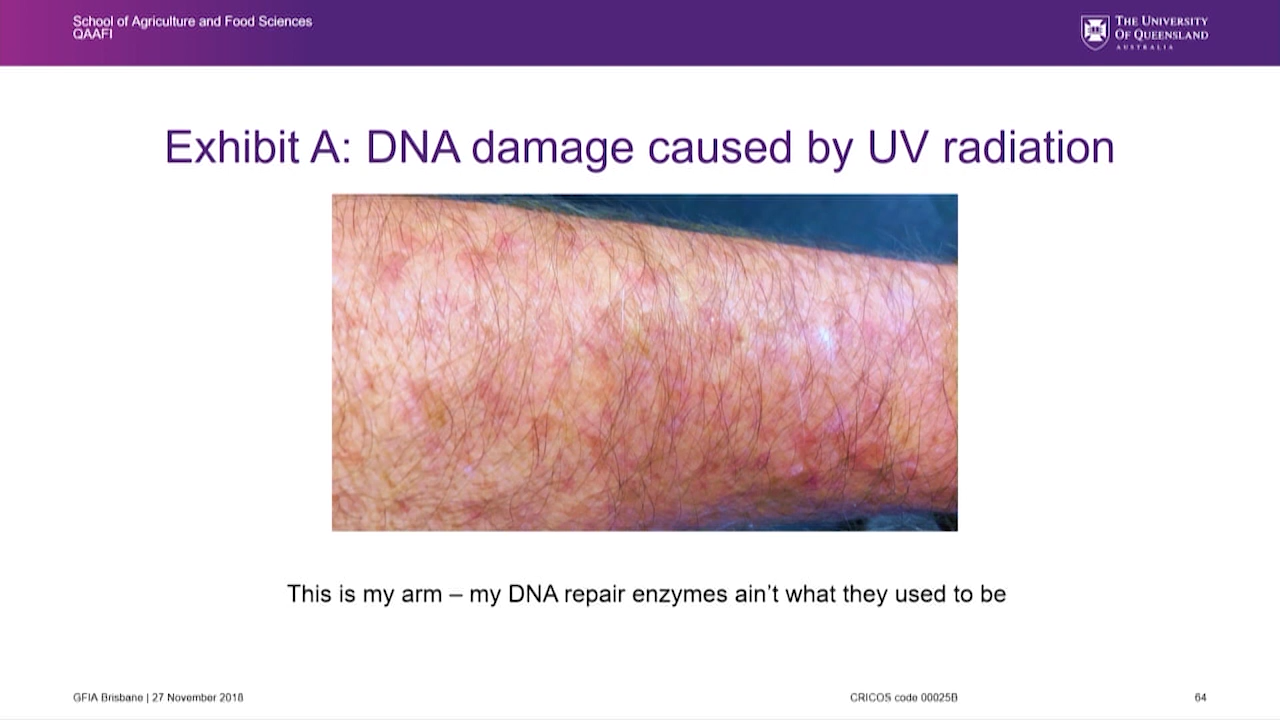 School of Agriculture and Food Sciences
QAAFI
THE UNIVERSITY
OF QUEENSLAND
AUSTRALIA
Exhibit A: DNA damage caused by UV radiation
This is my arm – my DNA repair enzymes ain’t what they used to be
GFIA Brisbane | 27 November 2018
CRICOS code 00025B
64